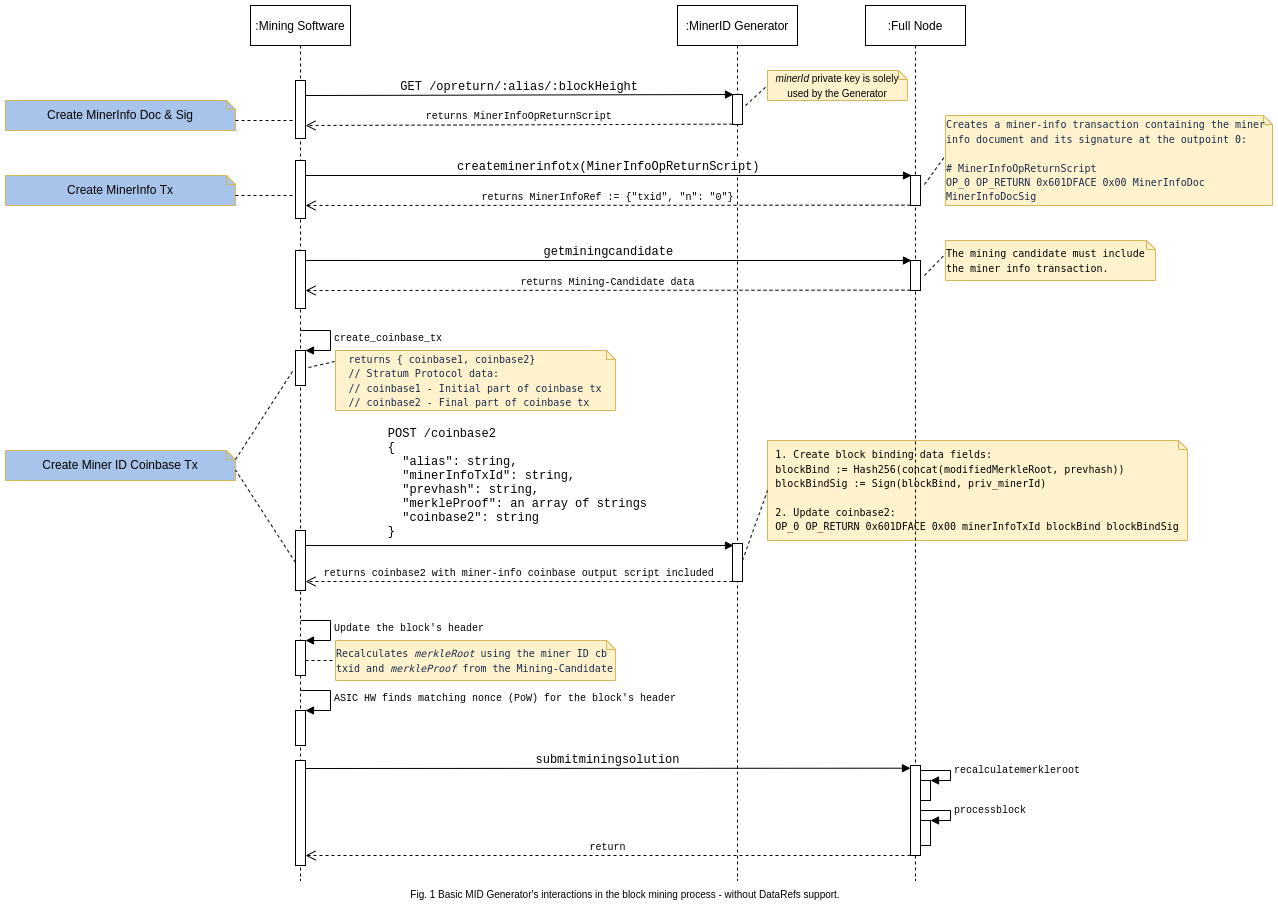 :Mining Software
:MinerID Generator
:Full Node
GET /opreturn/:alias/:blockHeight
minerId private key is solely
used by the Generator
Create MinerInfo Doc & Sig
returns MinerInfoOpReturnScript
Creates a miner-info transaction containing the miner
info document and its signature at the outpoint 0:
# MinerInfoOpReturnScript
OP_0 OP_RETURN 0x601DFACE 0x00 MinerInfoDoc
MinerInfoDocSig
createminerinfotx(MinerInfoOpReturnScript)
Create MinerInfo Tx
returns MinerInfoRef := {"txid", "n": "0"}
getminingcandidate
The mining candidate must include
the miner info transaction.
returns Mining-Candidate data
create_coinbase_tx
returns { coinbase1, coinbase2}
// Stratum Protocol data:
// coinbase1 - Initial part of coinbase tx
// coinbase2 - Final part of coinbase tx
Create Miner ID Coinbase Tx
POST /coinbase2
{
"alias": string,
"minerInfoTxId": string,
"prevhash": string,
"merkleProof": an array of strings
"coinbase2": string
}
1. Create block binding data fields:
blockBind := Hash256(concat(modifiedMerkleRoot, prevhash))
blockBindSig := Sign(blockBind, priv_minerId)
2. Update coinbase2:
OP_0 OP_RETURN 0x601DFACE 0x00 minerInfoTxId blockBind blockBindSig
returns coinbase2 with miner-info coinbase output script included
Update the block's header
Recalculates merkleRoot using the miner ID cb
txid and merkleProof from the Mining-Candidate
ASIC HW finds matching nonce (PoW) for the block's header
submitminingsolution
recalculatemerkleroot
processblock
return
Fig. 1 Basic MID Generator's interactions in the block mining process - without DataRefs support.